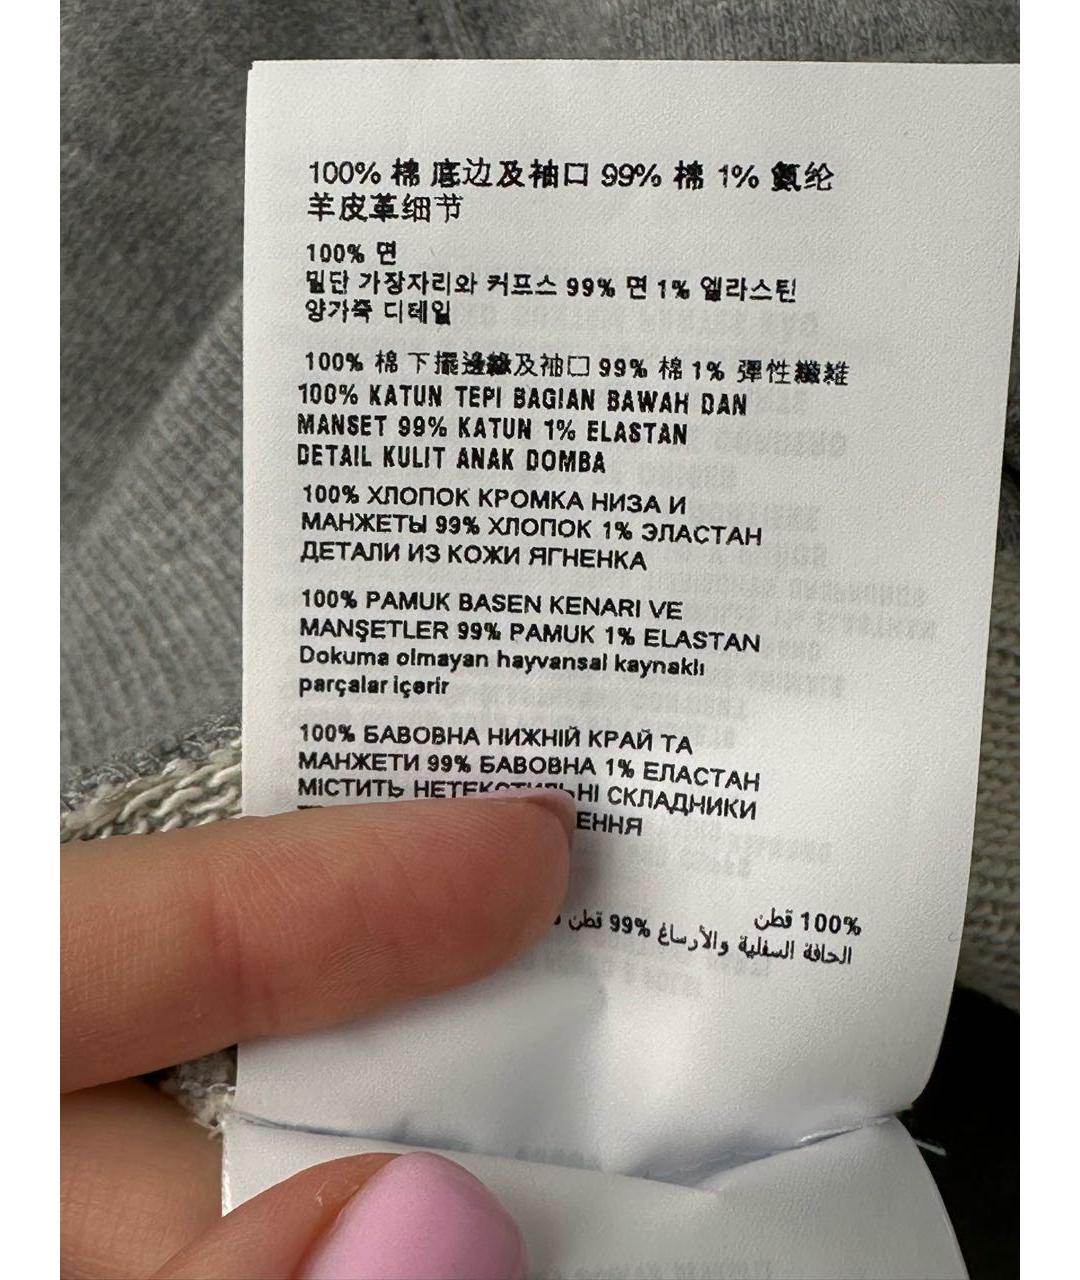 100% 棉 底边及袖口 99% 棉 1% 氨纶
羊皮革细节
100% 면
밑단 가장자리와 커프스 99% 면 1% 엘라스틴
양가죽 디테일
100% 棉 下擺邊緣及袖口 99% 棉 1% 彈性纖維
100% KATUN TEPI BAGIAN BAWAH DAN
MANSET 99% KATUN 1% ELASTAN
DETAIL KULIT ANAK DOMBA
100% ХЛОПОК КРОМКА НИЗА И
МАНЖЕТЫ 99% ХЛОПОК 1% ЭЛАСТАН
ДЕТАЛИ ИЗ КОЖИ ЯГНЕНКА
100% PAMUK BASEN KENARI VE
MANŞETLER 99% PAMUK 1% ELASTAN
Dokuma olmayan hayvansal kaynaklı
parçalar içerir
100% БАВОВНА НИЖНІЙ КРАЙ ТА
МАНЖЕТИ 99% БАВОВНА 1% ЕЛАСТАН
МІСТИТЬ НЕТЕКСТИЛЬНІ СКЛАДНИКИ
ЕННЯ
100% قطن
الحافة السفلية والأرساغ 99% قطن